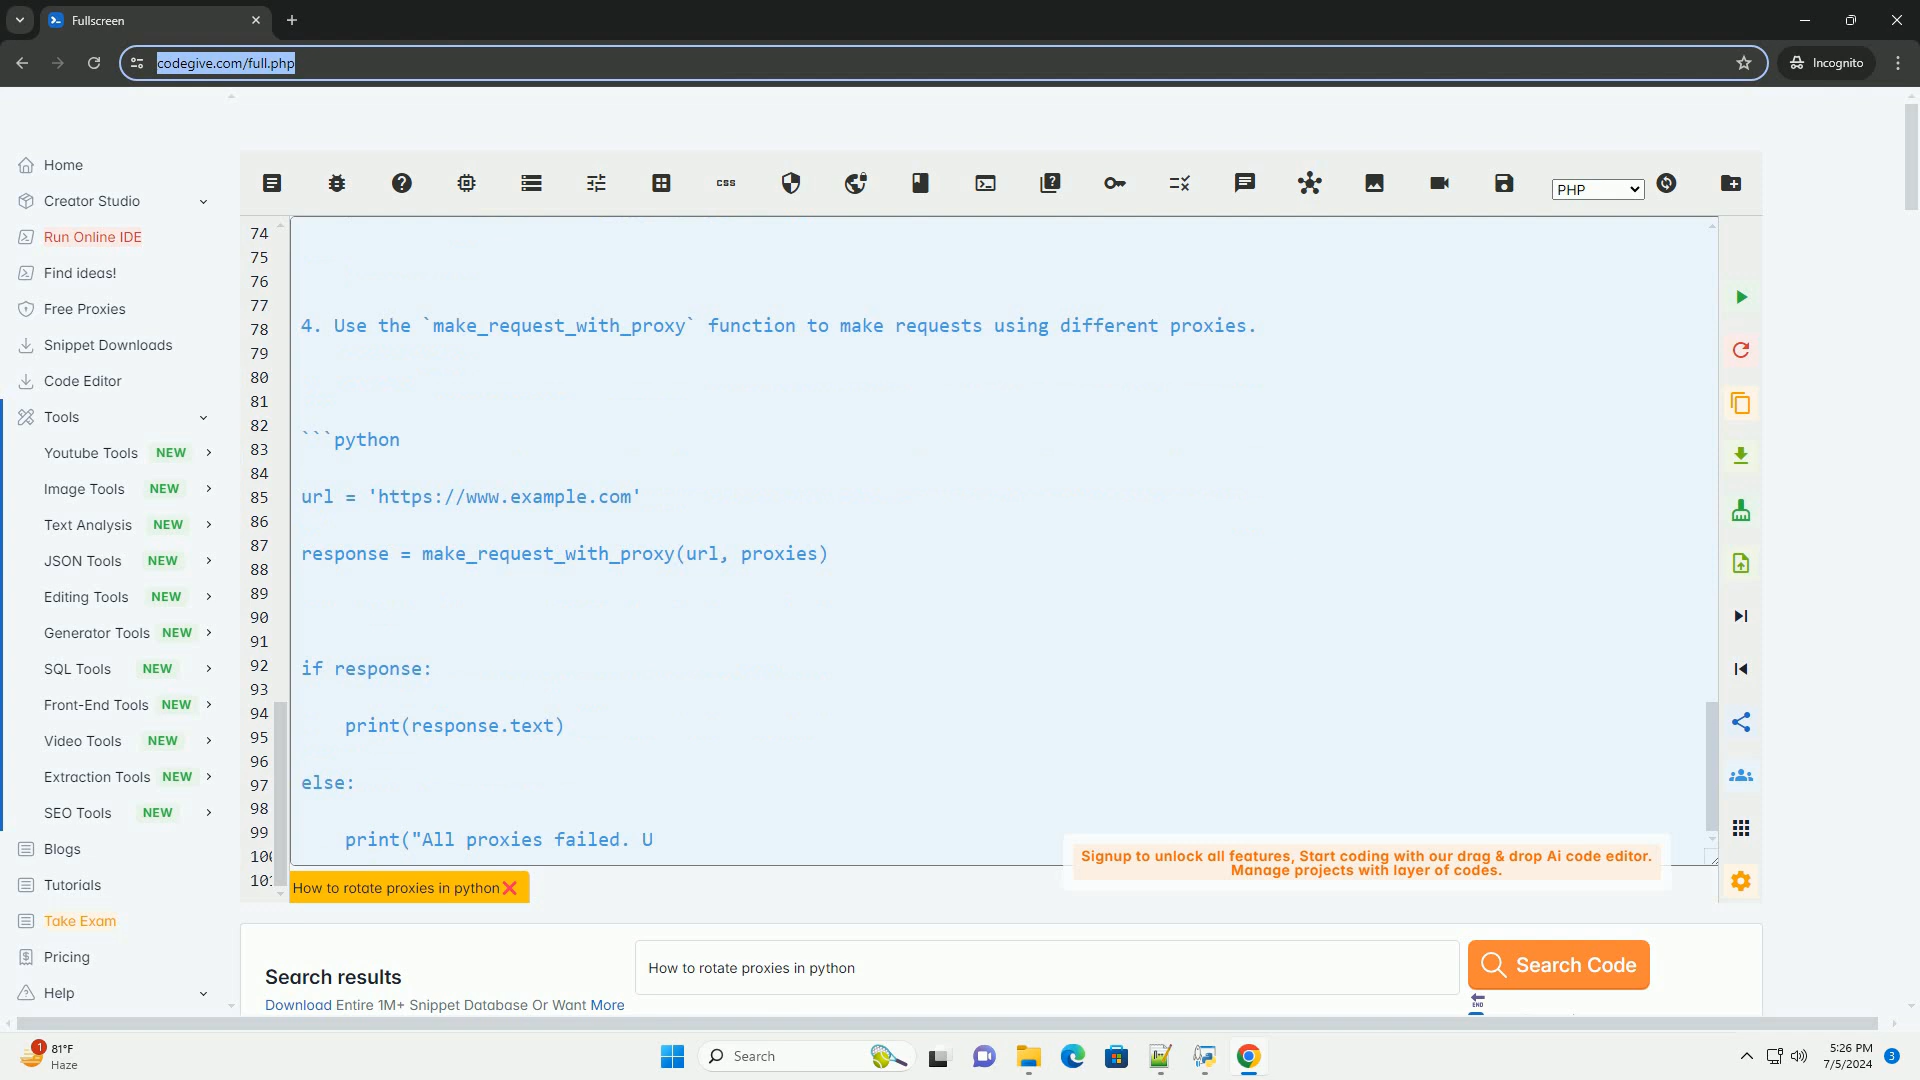 Fullscreen
codegive.com/full.php
Incognito
Home
Creator Studio
Run Online IDE
Find ideas!
Free Proxies
Snippet Downloads
Code Editor
Tools
Youtube Tools NEW
Image Tools NEW
Text Analysis NEW
JSON Tools NEW
Editing Tools NEW
Generator Tools NEW
SQL Tools NEW
Front-End Tools NEW
Video Tools NEW
Extraction Tools NEW
SEO Tools NEW
Blogs
Tutorials
Take Exam
Pricing
Help
css
PHP
74
75
76
77
78
79
80
81
82
83
84
85
86
87
88
89
90
91
92
93
94
95
96
97
98
99
4. Use the `make_request_with_proxy` function to make requests using different proxies.
```python
url = 'https://www.example.com'
response = make_request_with_proxy(url, proxies)
if response:
print(response.text)
else:
print("All proxies failed. U
Signup to unlock all features, Start coding with our drag & drop Ai code editor.
Manage projects with layer of codes.
How to rotate proxies in python
Search results
Download Entire 1M+ Snippet Database Or Want More
How to rotate proxies in python
Search Code
END
1
81°F
Haze
Search
5:26 PM
7/5/2024
3